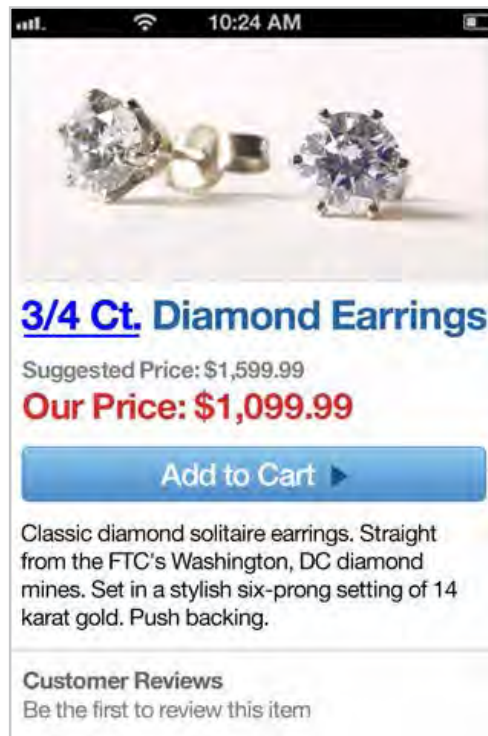 10:24 AM
3/4 Ct. Diamond Earrings
Suggested Price: $1,599.99
Our Price: $1,099.99
Add to Cart
Classic diamond solitaire earrings. Straight
from the FTC's Washington, DC diamond
mines. Set in a stylish six-prong setting of 14
karat gold. Push backing.
Customer Reviews
Be the first to review this item